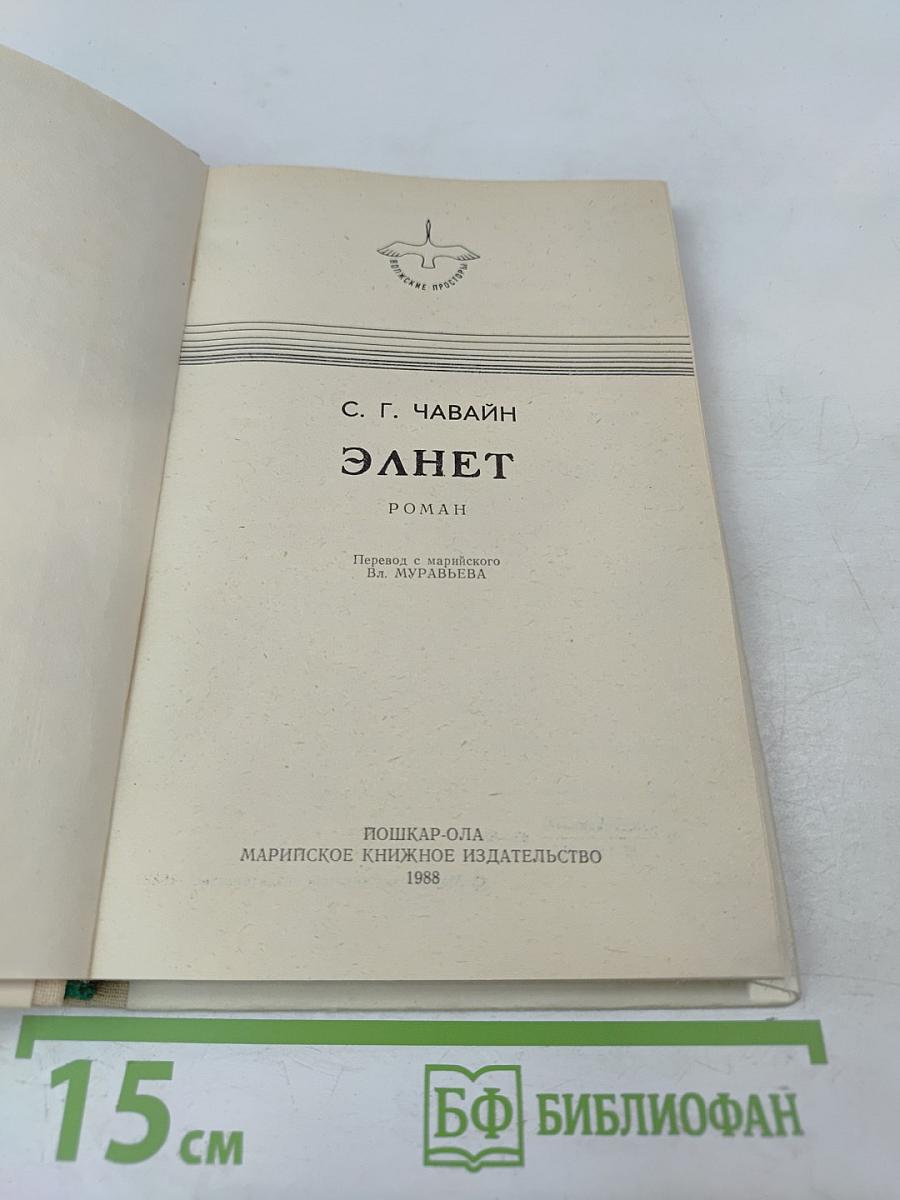 ВОЛЖСКИЕ ПРОСТОРЫ
С. Г. ЧАВАЙН
ЭЛНЕТ
РОМАН
Перевод с марийского
Вл. МУРАВЬЕВА
ЙОШКАР-ОЛА
МАРИЙСКОЕ КНИЖНОЕ ИЗДАТЕЛЬСТВО
1988
15 см
БФ БИБЛИОФАН